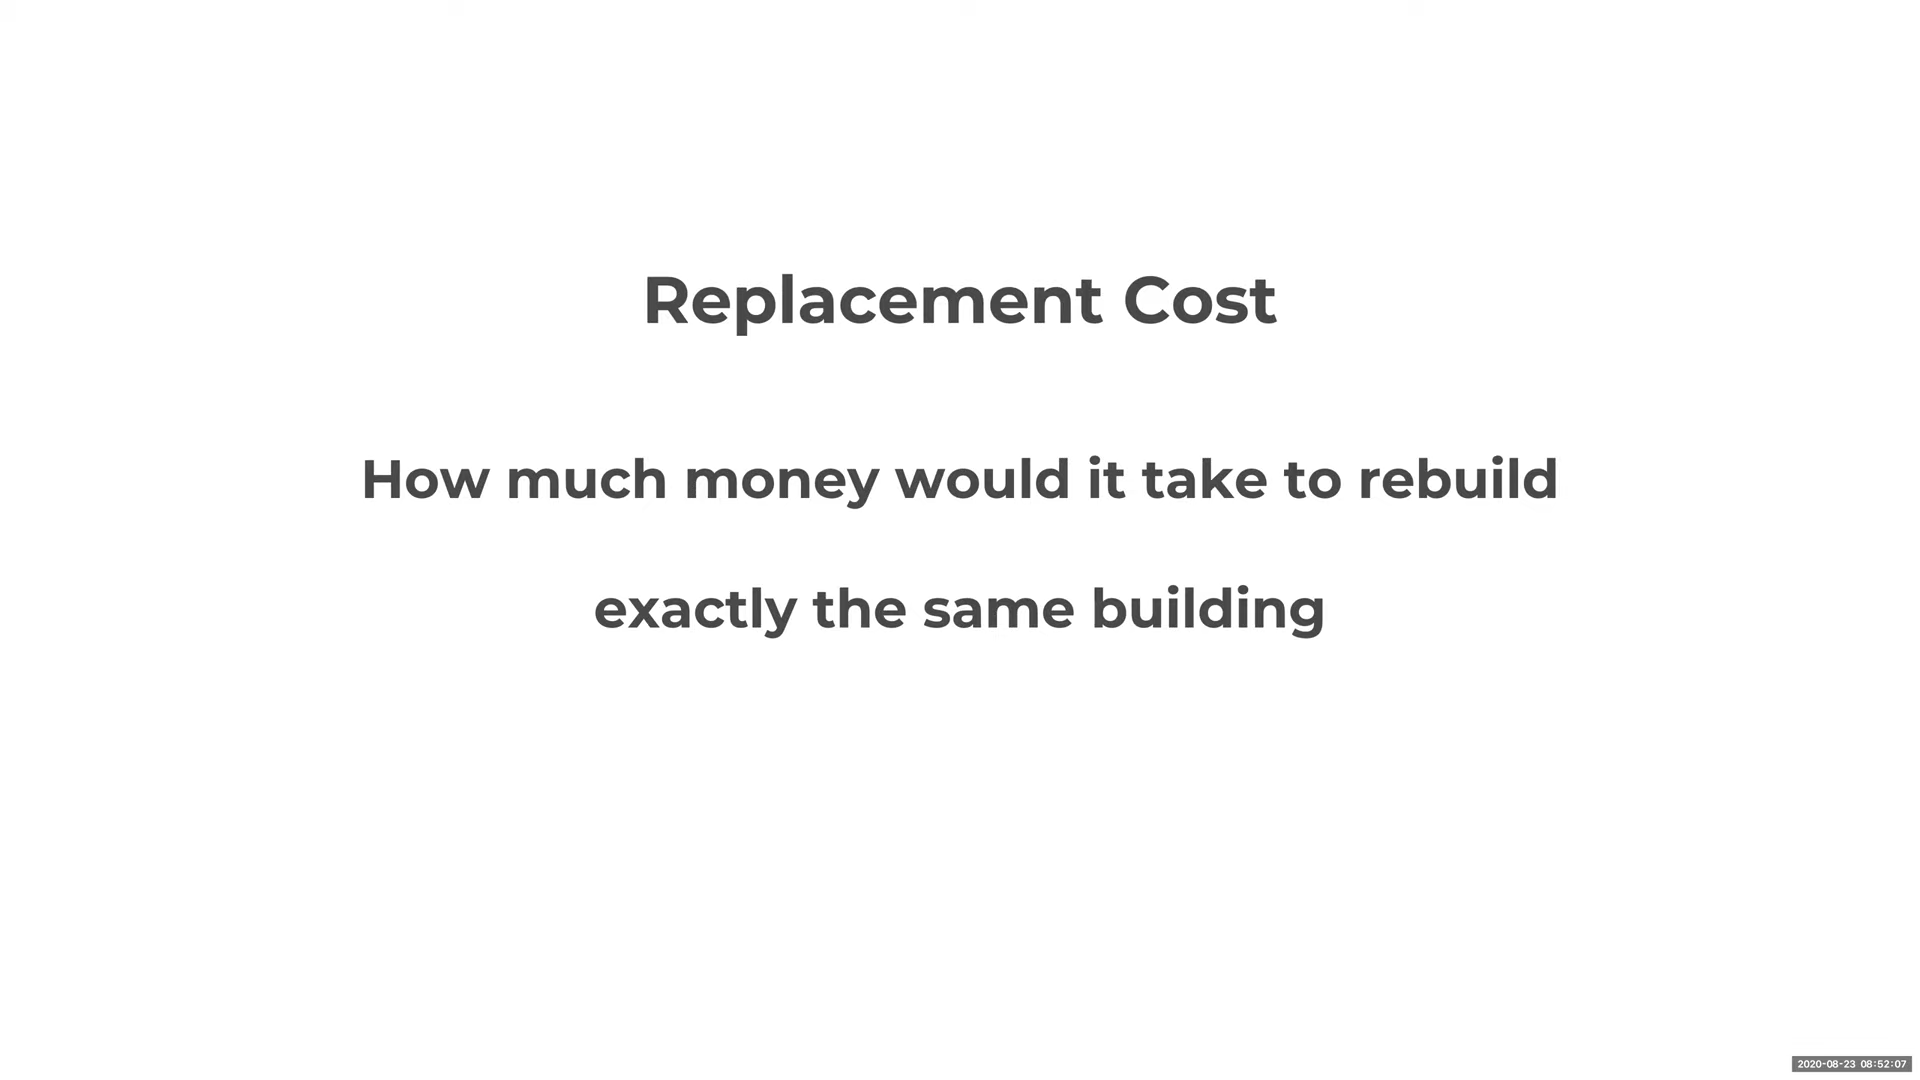 Replacement Cost
How much money would it take to rebuild
exactly the same building
2020-08-23 08:52:07